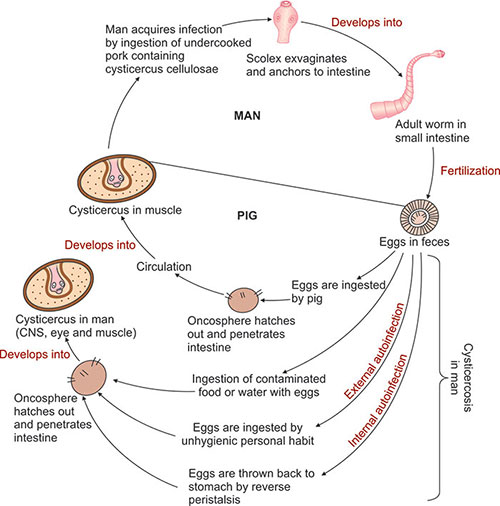 Man acquires infection
by ingestion of undercooked
pork containing
cysticercus cellulosae
Develops into
Scolex exvaginates
and anchors to intestine
MAN
Adult worm in
small intestine
Fertilization
Cysticercus in muscle
PIG
Eggs in feces
Develops into
Circulation
Eggs are ingested
by pig
Oncosphere hatches
out and penetrates
intestine
Cysticercus in man
(CNS, eye and muscle)
Develops into
Oncosphere
hatches out and
penetrates
intestine
Ingestion of contaminated
food or water with eggs
External autoinfection
Internal autoinfection
Eggs are ingested by
unhygienic personal habit
Eggs are thrown back to
stomach by reverse
peristalsis
Cysticercosis
in man